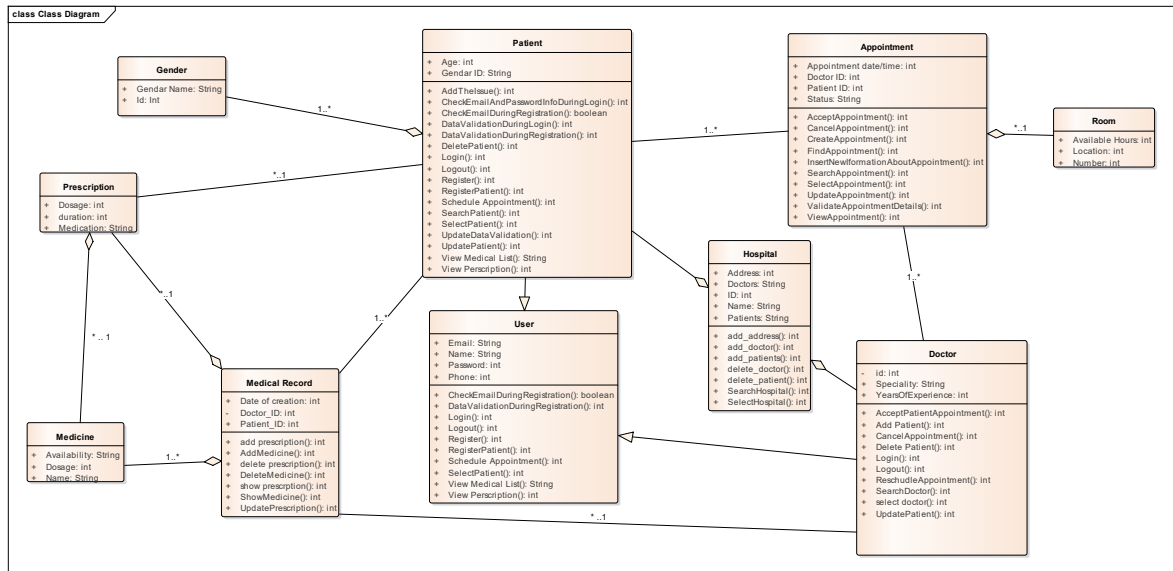 class Class Diagram
Gender
+ Gendar Name: String
+ Id: Int
Patient
+ Age: int
+ Gendar ID: String
+ AddTheIssue(): int
+ CheckEmailAndPasswordInfoDuringLogin(): int
+ CheckEmailDuringRegistration(): boolean
+ DataValidationDuringLogin(): int
+ DataValidationDuringRegistration(): int
+ DeletePatient(): int
+ Login(): int
+ Logout(): int
+ Register(): int
+ RegisterPatient(): int
+ Schedule Appointment(): int
+ SearchPatient(): int
+ SelectPatient(): int
+ UpdateDataValidation(): int
+ UpdatePatient(): int
+ View Medical List(): String
+ View Perscription(): int
Appointment
+ Appointment date/time: int
+ Doctor ID: int
+ Patient ID: int
+ Status: String
+ AcceptAppointment(): int
+ CancelAppointment(): int
+ CreateAppointment(): int
+ FindAppointment(): int
+ InsertNewIformationAboutAppointment(): int
+ SearchAppointment(): int
+ SelectAppointment(): int
+ UpdateAppointment(): int
+ ValidateAppointmentDetails(): int
+ ViewAppointment(): int
Room
+ Available Hours: int
+ Location: int
+ Number: int
1..*
1..*
*..1
*..1
Prescription
+ Dosage: int
+ duration: int
+ Medication: String
Hospital
+ Address: int
+ Doctors: String
+ ID: int
+ Name: String
+ Patients: String
+ add_address(): int
+ add_doctor(): int
+ add_patients(): int
+ delete_doctor(): int
+ delete_patient(): int
+ SearchHospital(): int
+ SelectHospital(): int
1..*
*..1
1..*
* .. 1
User
+ Email: String
+ Name: String
+ Password: int
+ Phone: int
+ CheckEmailDuringRegistration(): boolean
+ DataValidationDuringRegistration(): int
+ Login(): int
+ Logout(): int
+ Register(): int
+ RegisterPatient(): int
+ Schedule Appointment(): int
+ SelectPatient(): int
+ View Medical List(): String
+ View Perscription(): int
Doctor
- id: int
+ Speciality: String
+ YearsOfExperience: int
+ AcceptPatientAppointment(): int
+ Add Patient(): int
+ CancelAppointment(): int
+ Delete Patient(): int
+ Login(): int
+ Logout(): int
+ ReschudleAppointment(): int
+ SearchDoctor(): int
+ select doctor(): int
+ UpdatePatient(): int
Medical Record
+ Date of creation: int
- Doctor_ID: int
+ Patient_ID: int
+ add prescription(): int
+ AddMedicine(): int
+ delete prescription(): int
+ DeleteMedicine(): int
+ show prescrption(): int
+ ShowMedicine(): int
+ UpdatePrescription(): int
Medicine
+ Availability: String
+ Dosage: int
+ Name: String
1..*
* ..1